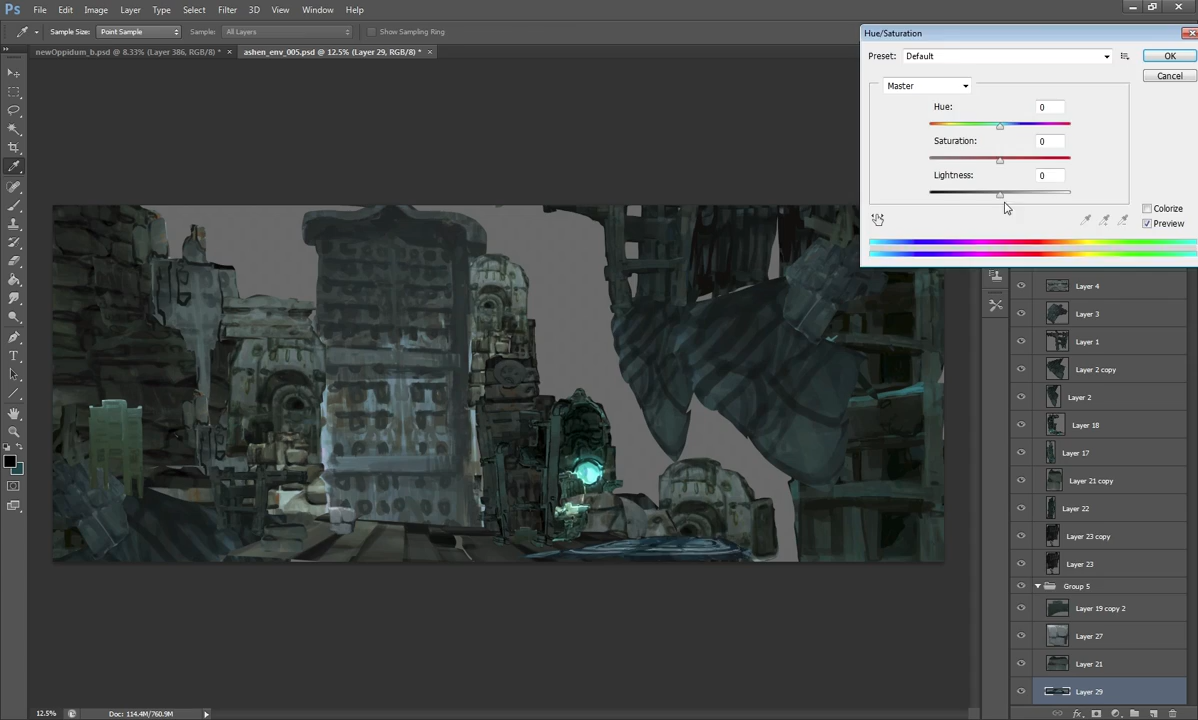 Ps File Edit Image Layer Type Select Filter 3D View Window Help
Sample Size: Point Sample Sample: All Layers Show Sampling Ring
newOppidum_b.psd @ 8.33% (Layer 386, RGB/8) * × ashen_env_005.psd @ 12.5% (Layer 29, RGB/8) * ×
Hue/Saturation
Preset: Default
OK
Cancel
Master
Hue: 0
Saturation: 0
Lightness: 0
Colorize
Preview
Layer 4
Layer 3
Layer 1
Layer 2 copy
Layer 2
Layer 18
Layer 17
Layer 21 copy
Layer 22
Layer 23 copy
Layer 23
Group 5
Layer 19 copy 2
Layer 27
Layer 21
Layer 29
12.5% Doc: 114.4M/760.9M